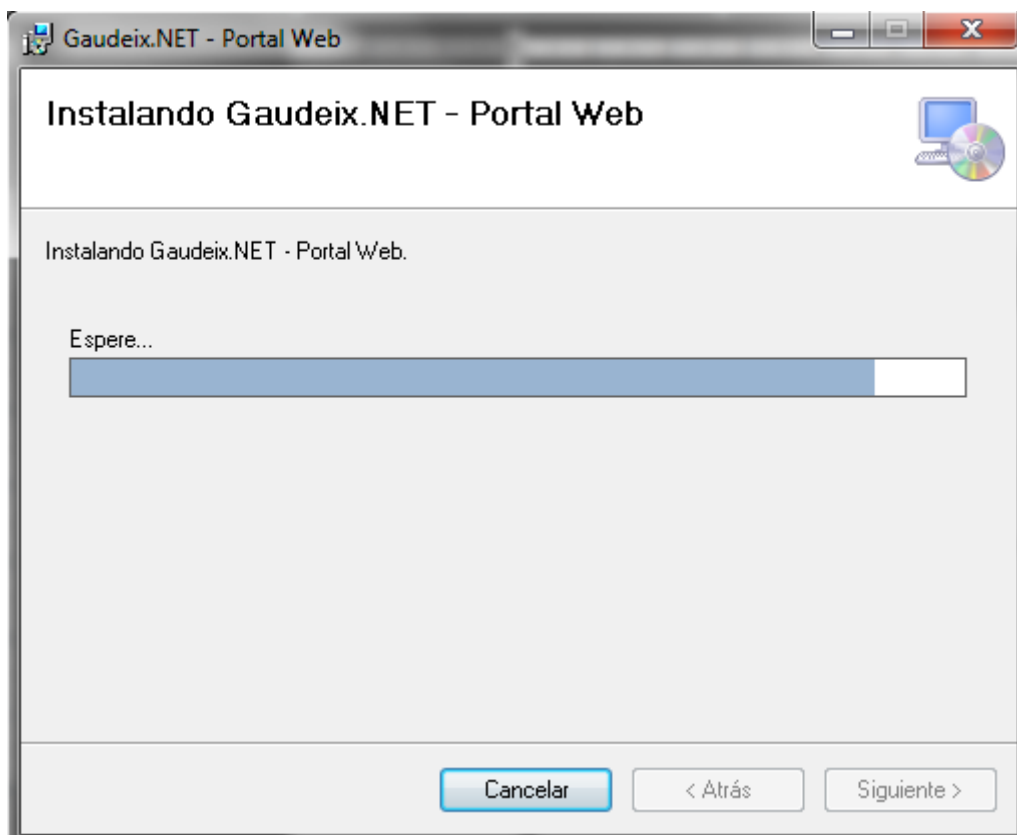 Gaudeix.NET - Portal Web
Instalando Gaudeix.NET - Portal Web
Instalando Gaudeix.NET - Portal Web.
Espere...
Cancelar
< Atrás
Siguiente >